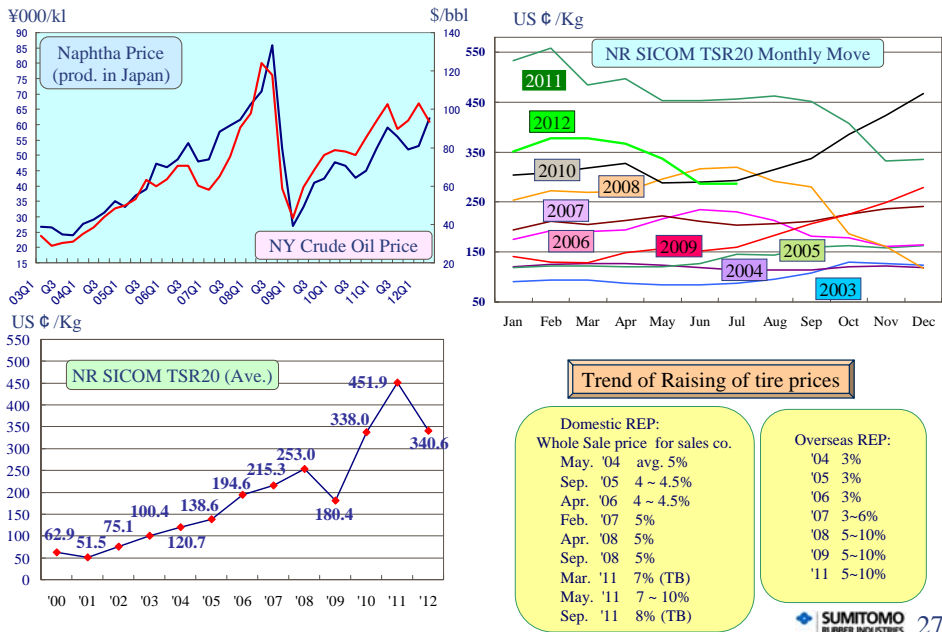 ¥000/kl
$/bbl
90
85
80
75
70
65
60
55
50
45
40
35
30
25
20
15
140
120
100
80
60
40
20
Naphtha Price
(prod. in Japan)
NY Crude Oil Price
03Q1
Q3
04Q1
Q3
05Q1
Q3
06Q1
Q3
07Q1
Q3
08Q1
Q3
09Q1
Q3
10Q1
Q3
11Q1
Q3
12Q1
US ¢ /Kg
550
450
350
250
150
50
NR SICOM TSR20 Monthly Move
2011
2012
2010
2008
2007
2006
2009
2005
2004
2003
Jan Feb Mar Apr May Jun Jul Aug Sep Oct Nov Dec
US ¢ /Kg
550
500
450
400
350
300
250
200
150
100
50
0
NR SICOM TSR20 (Ave.)
62.9
51.5
75.1
100.4
120.7
138.6
194.6
215.3
253.0
180.4
338.0
451.9
340.6
'00 '01 '02 '03 '04 '05 '06 '07 '08 '09 '10 '11 '12
Trend of Raising of tire prices
Domestic REP:
Whole Sale price for sales co.
May. '04 avg. 5%
Sep. '05 4 ~ 4.5%
Apr. '06 4 ~ 4.5%
Feb. '07 5%
Apr. '08 5%
Sep. '08 5%
Mar. '11 7% (TB)
May. '11 7 ~ 10%
Sep. '11 8% (TB)
Overseas REP:
'04 3%
'05 3%
'06 3%
'07 3~6%
'08 5~10%
'09 5~10%
'11 5~10%
SUMITOMO
RUBBER INDUSTRIES
27